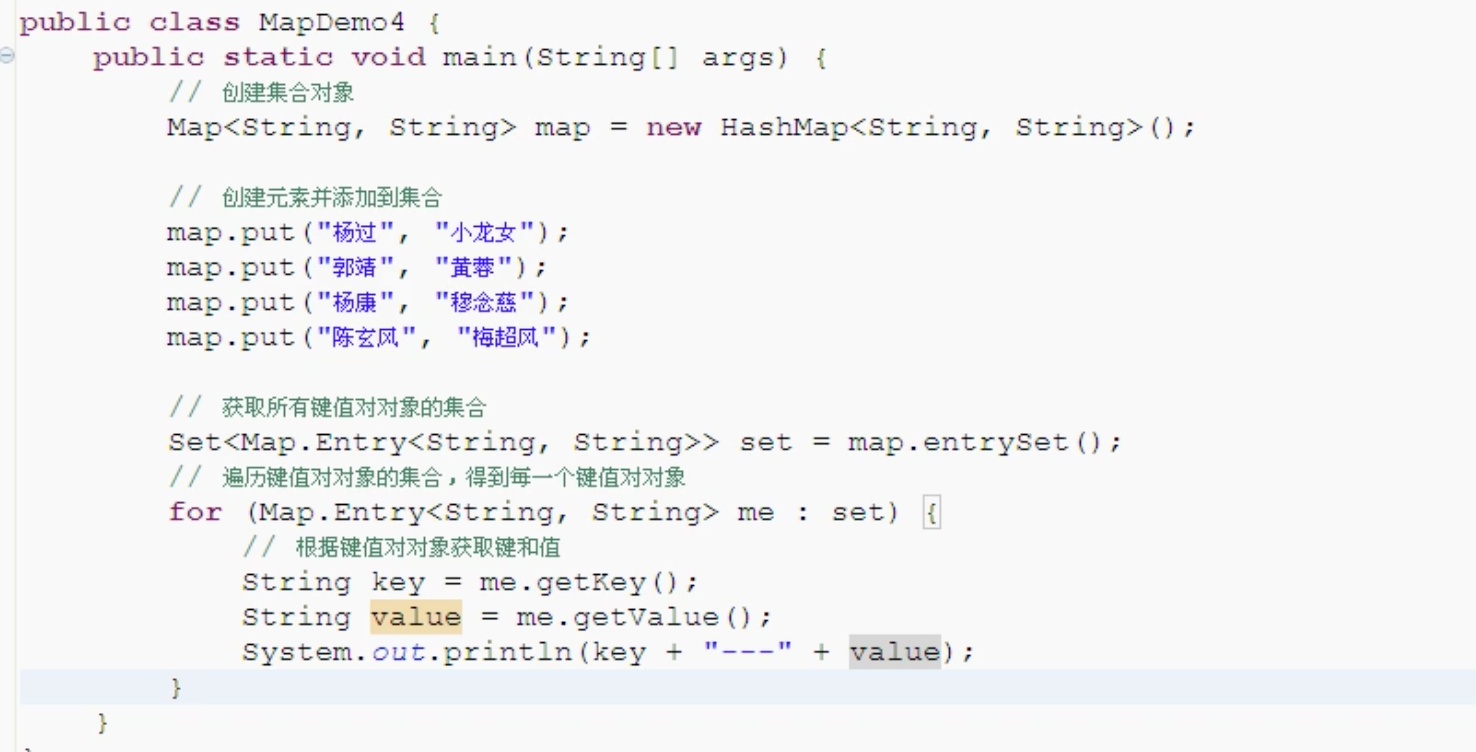 public class MapDemo4 {
public static void main(String[] args) {
// 创建集合对象
Map<String, String> map = new HashMap<String, String>();
// 创建元素并添加到集合
map.put("杨过", "小龙女");
map.put("郭靖", "黄蓉");
map.put("杨康", "穆念慈");
map.put("陈玄风", "梅超风");
// 获取所有键值对对象的集合
Set<Map.Entry<String, String>> set = map.entrySet();
// 遍历键值对对象的集合，得到每一个键值对对象
for (Map.Entry<String, String> me : set) {
// 根据键值对对象获取键和值
String key = me.getKey();
String value = me.getValue();
System.out.println(key + "---" + value);
}
}